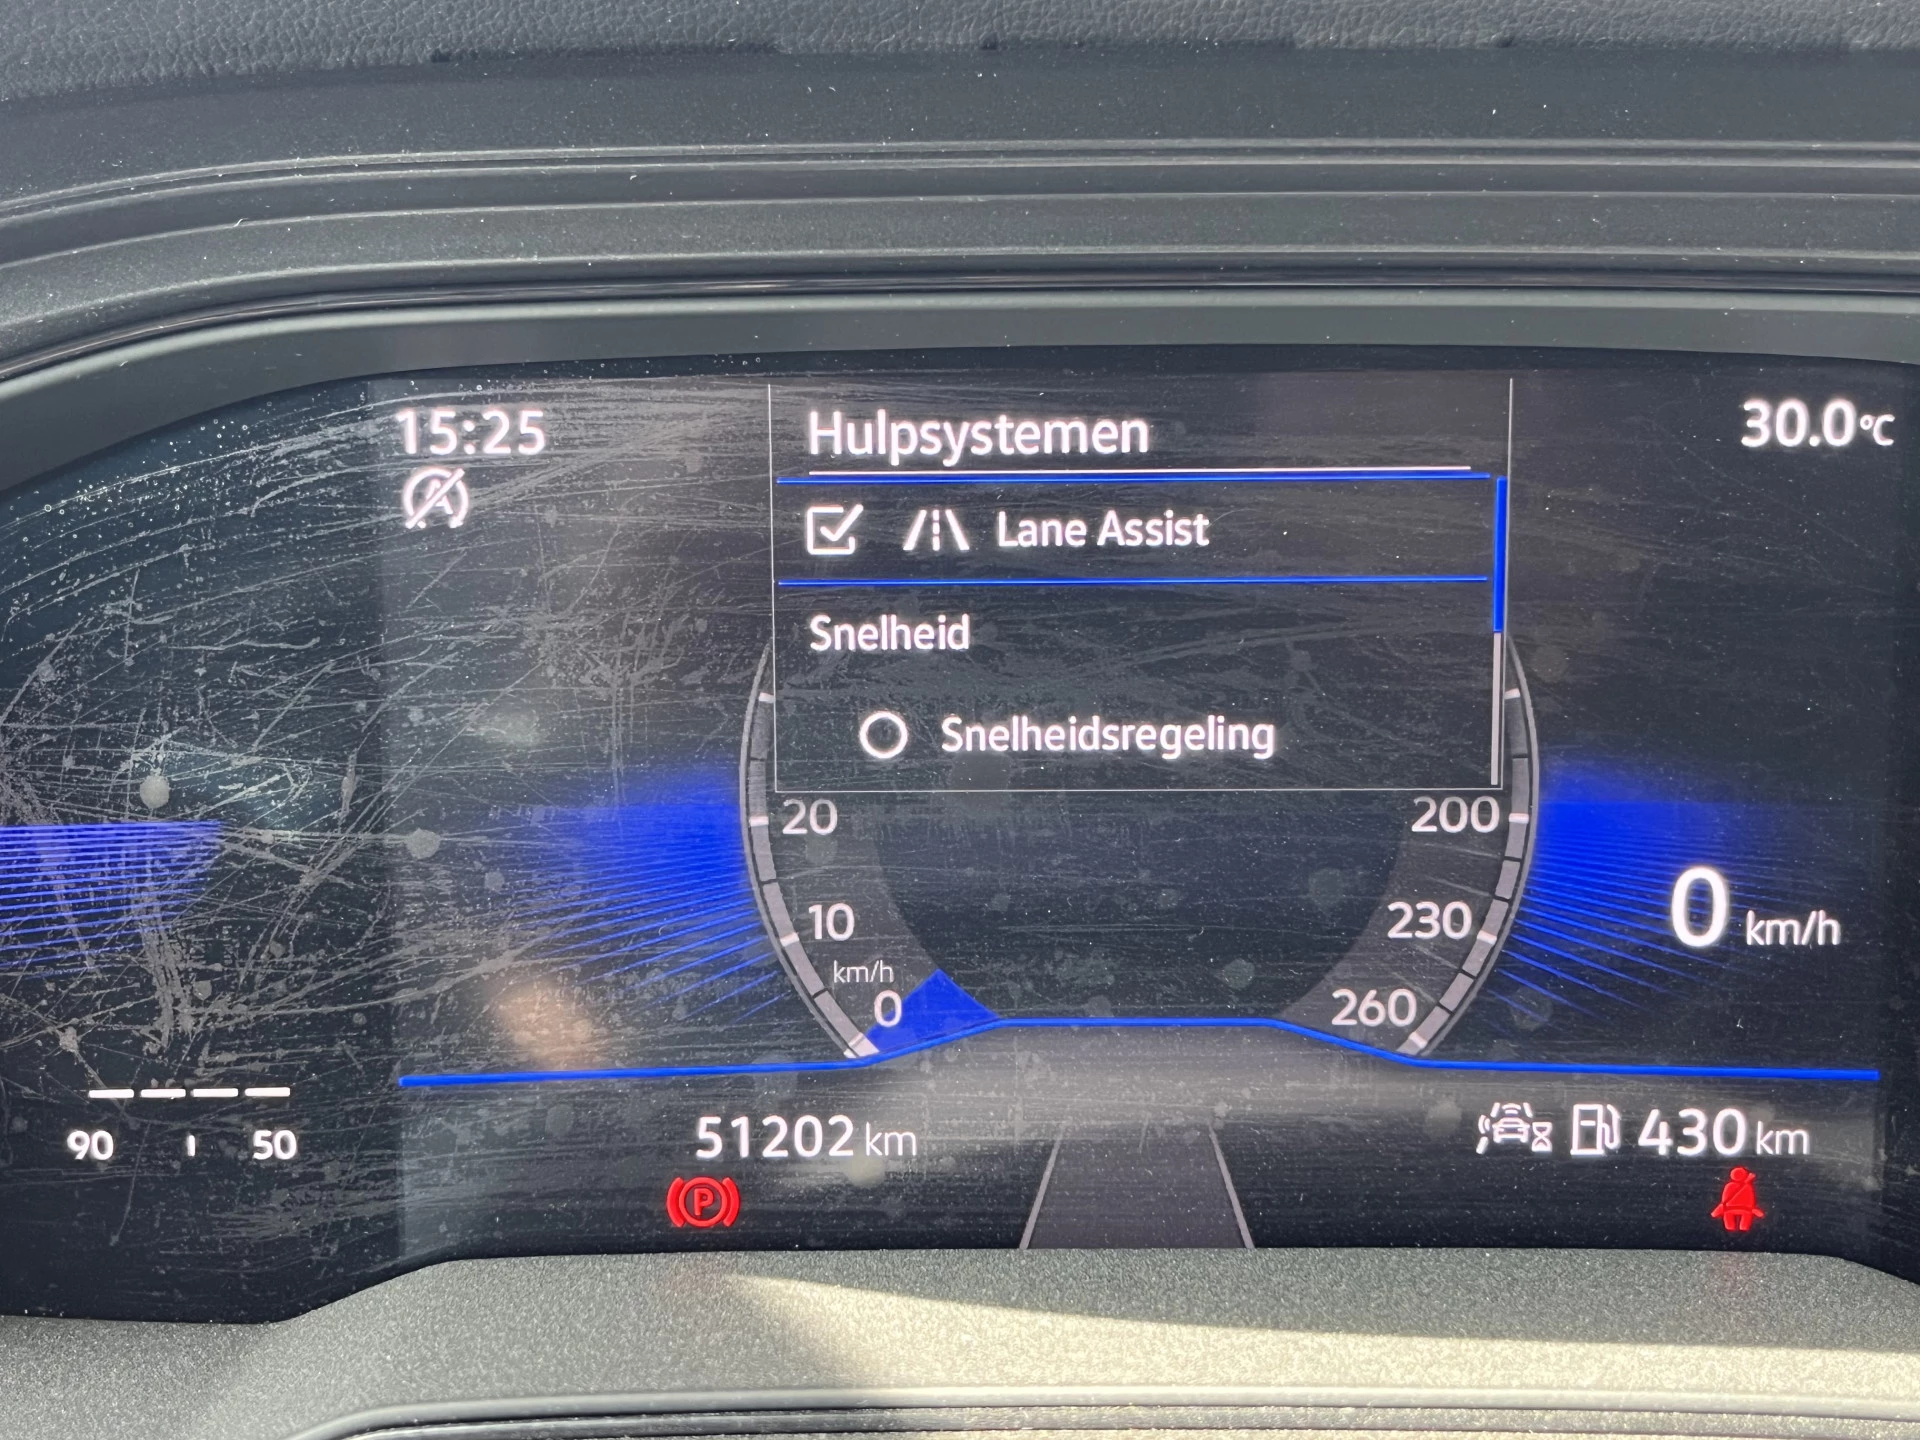 15:25
Hulpsystemen
30.0°C
Lane Assist
Snelheid
Snelheidsregeling
20
200
10
230
0 km/h
km/h
0
260
90
50
51202 km
430 km
P